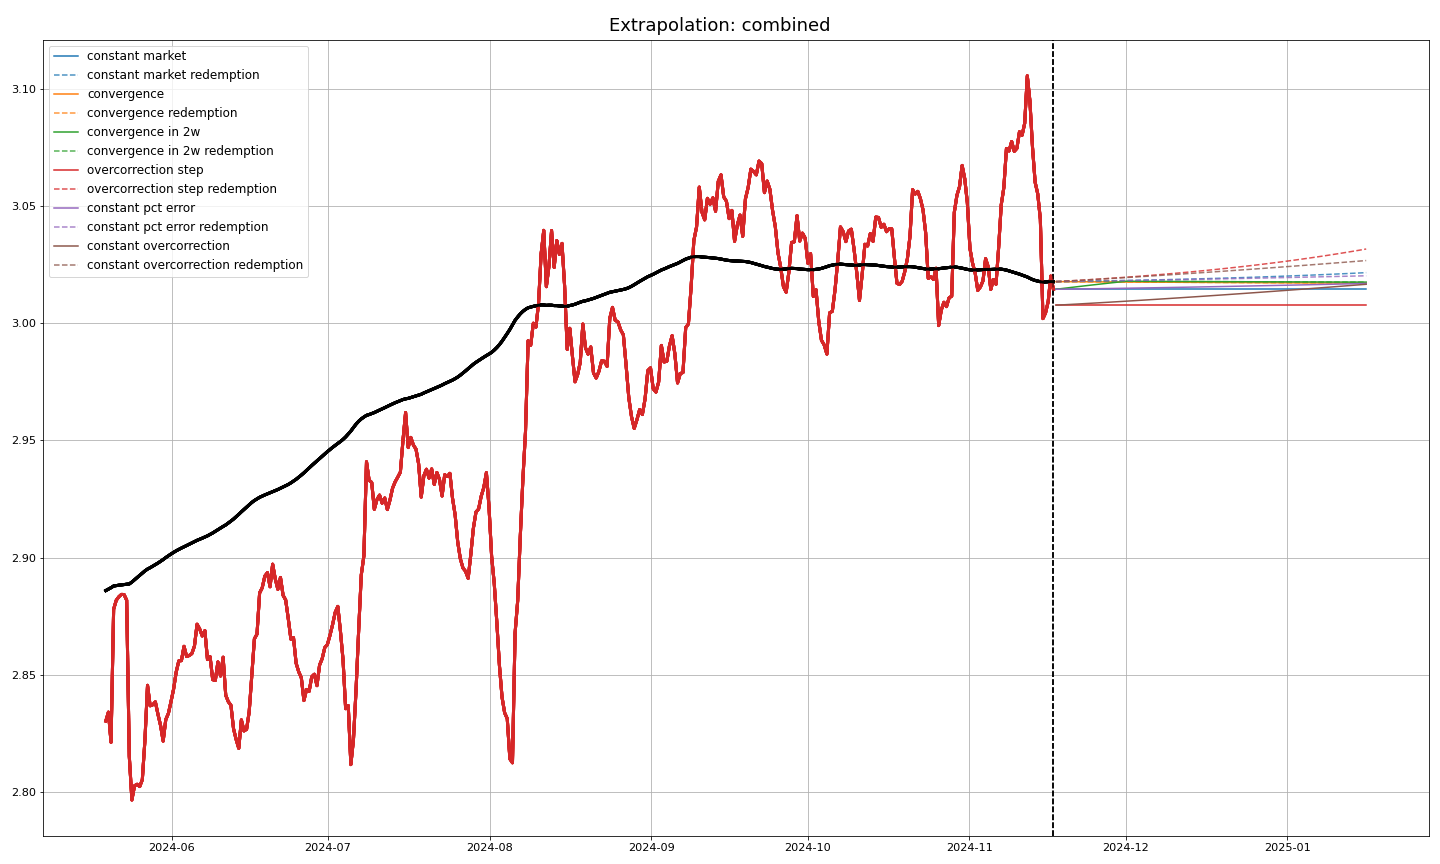 Extrapolation: combined
constant market
constant market redemption
convergence
convergence redemption
convergence in 2w
convergence in 2w redemption
overcorrection step
overcorrection step redemption
constant pct error
constant pct error redemption
constant overcorrection
constant overcorrection redemption
3.10
3.05
3.00
2.95
2.90
2.85
2.80
2024-06 2024-07 2024-08 2024-09 2024-10 2024-11 2024-12 2025-01